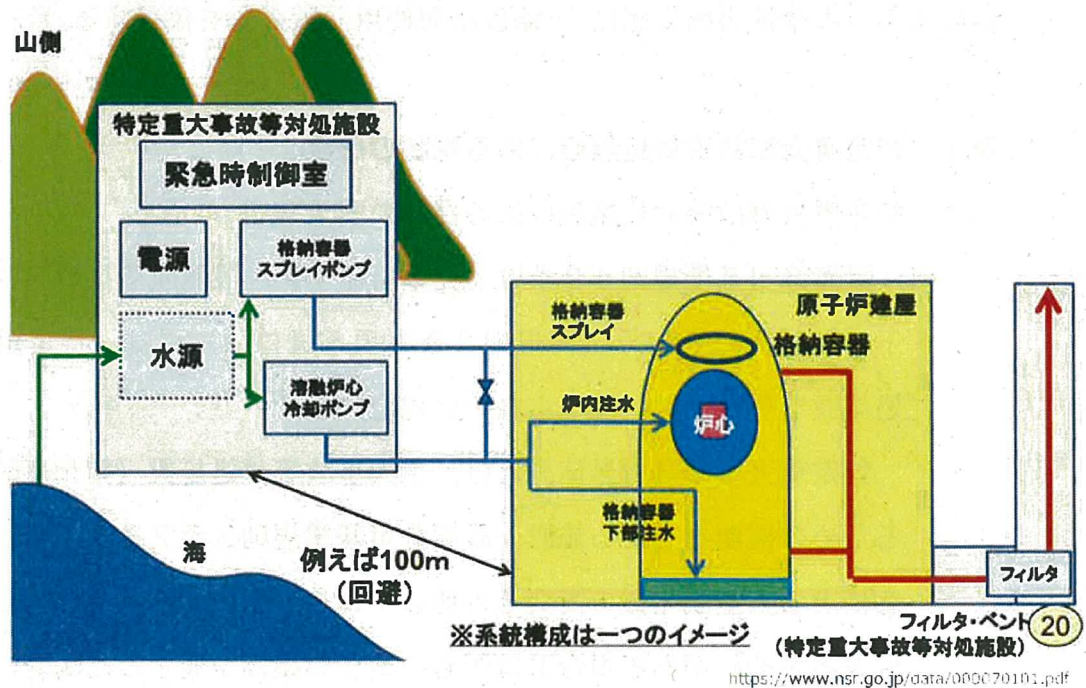 山側
特定重大事故等対処施設
緊急時制御室
電源
格納容器
スプレイポンプ
水源
溶融炉心
冷却ポンプ
海
例えば100m
(回避)
格納容器
スプレイ
炉内注水
格納容器
下部注水
原子炉建屋
格納容器
炉心
フィルタ
※系統構成は一つのイメージ
フィルタ・ベント
(特定重大事故等対処施設)
20
https://www.nsr.go.jp/data/000070101.pdf